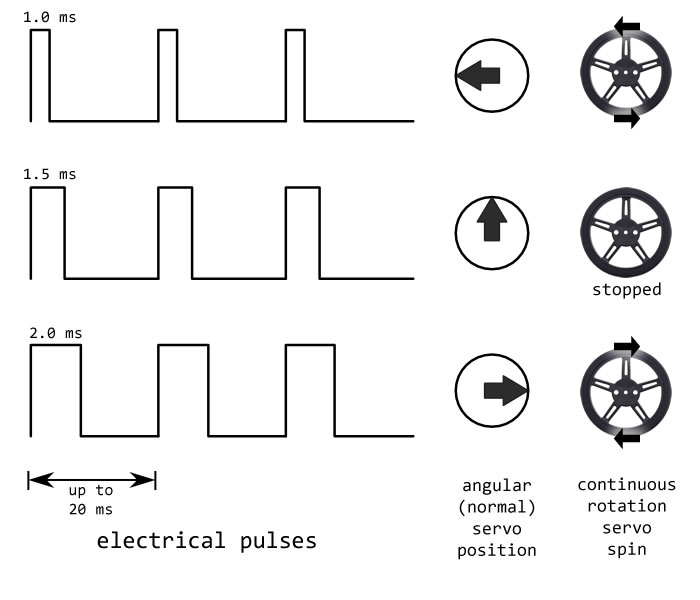 1.0 ms
1.5 ms
stopped
2.0 ms
up to
20 ms
electrical pulses
angular
(normal)
servo
position
continuous
rotation
servo
spin